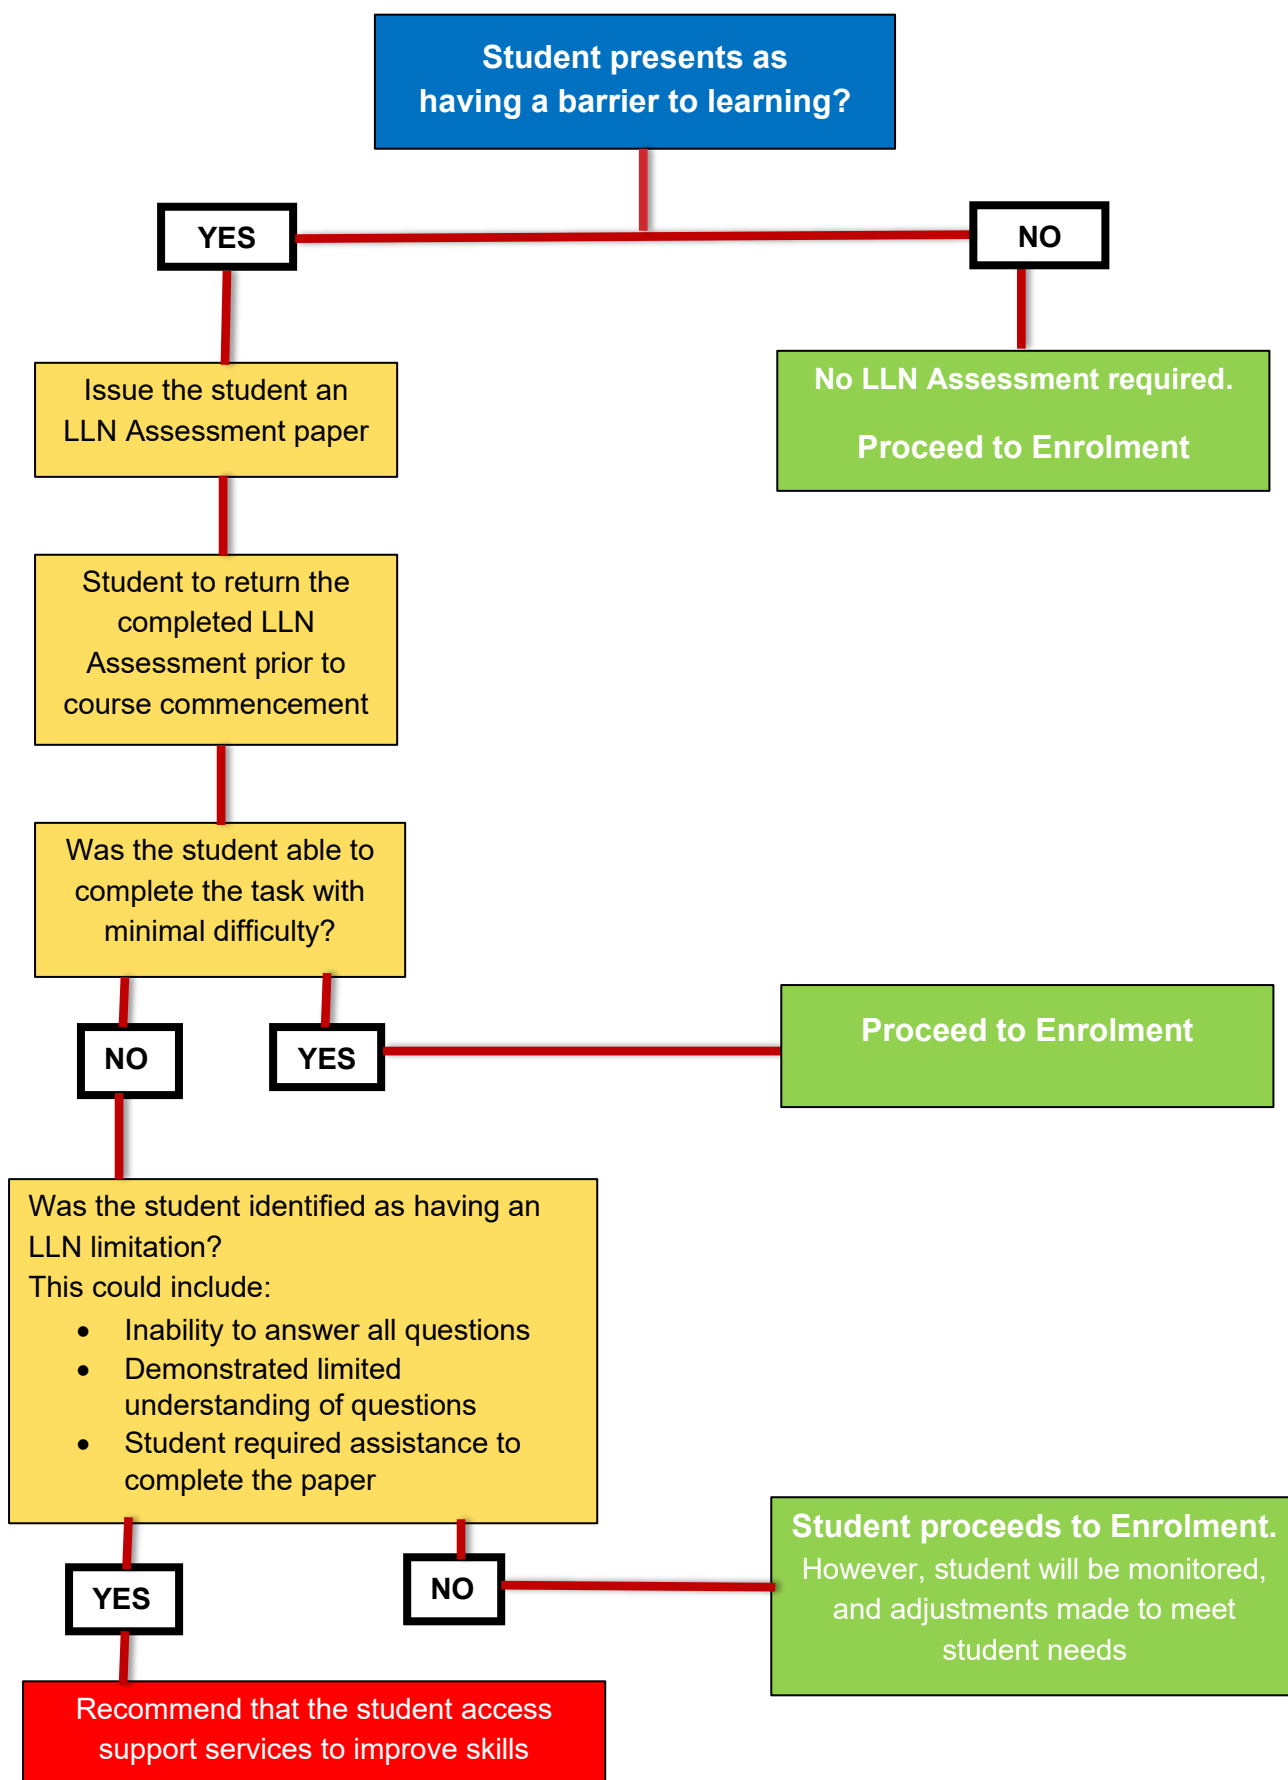 Student presents as
having a barrier to learning?
YES
NO
Issue the student an
LLN Assessment paper
No LLN Assessment required.
Proceed to Enrolment
Student to return the
completed LLN
Assessment prior to
course commencement
Was the student able to
complete the task with
minimal difficulty?
NO
YES
Proceed to Enrolment
Was the student identified as having an
LLN limitation?
This could include:
• Inability to answer all questions
• Demonstrated limited
understanding of questions
• Student required assistance to
complete the paper
YES
NO
Student proceeds to Enrolment.
However, student will be monitored,
and adjustments made to meet
student needs
Recommend that the student access
support services to improve skills